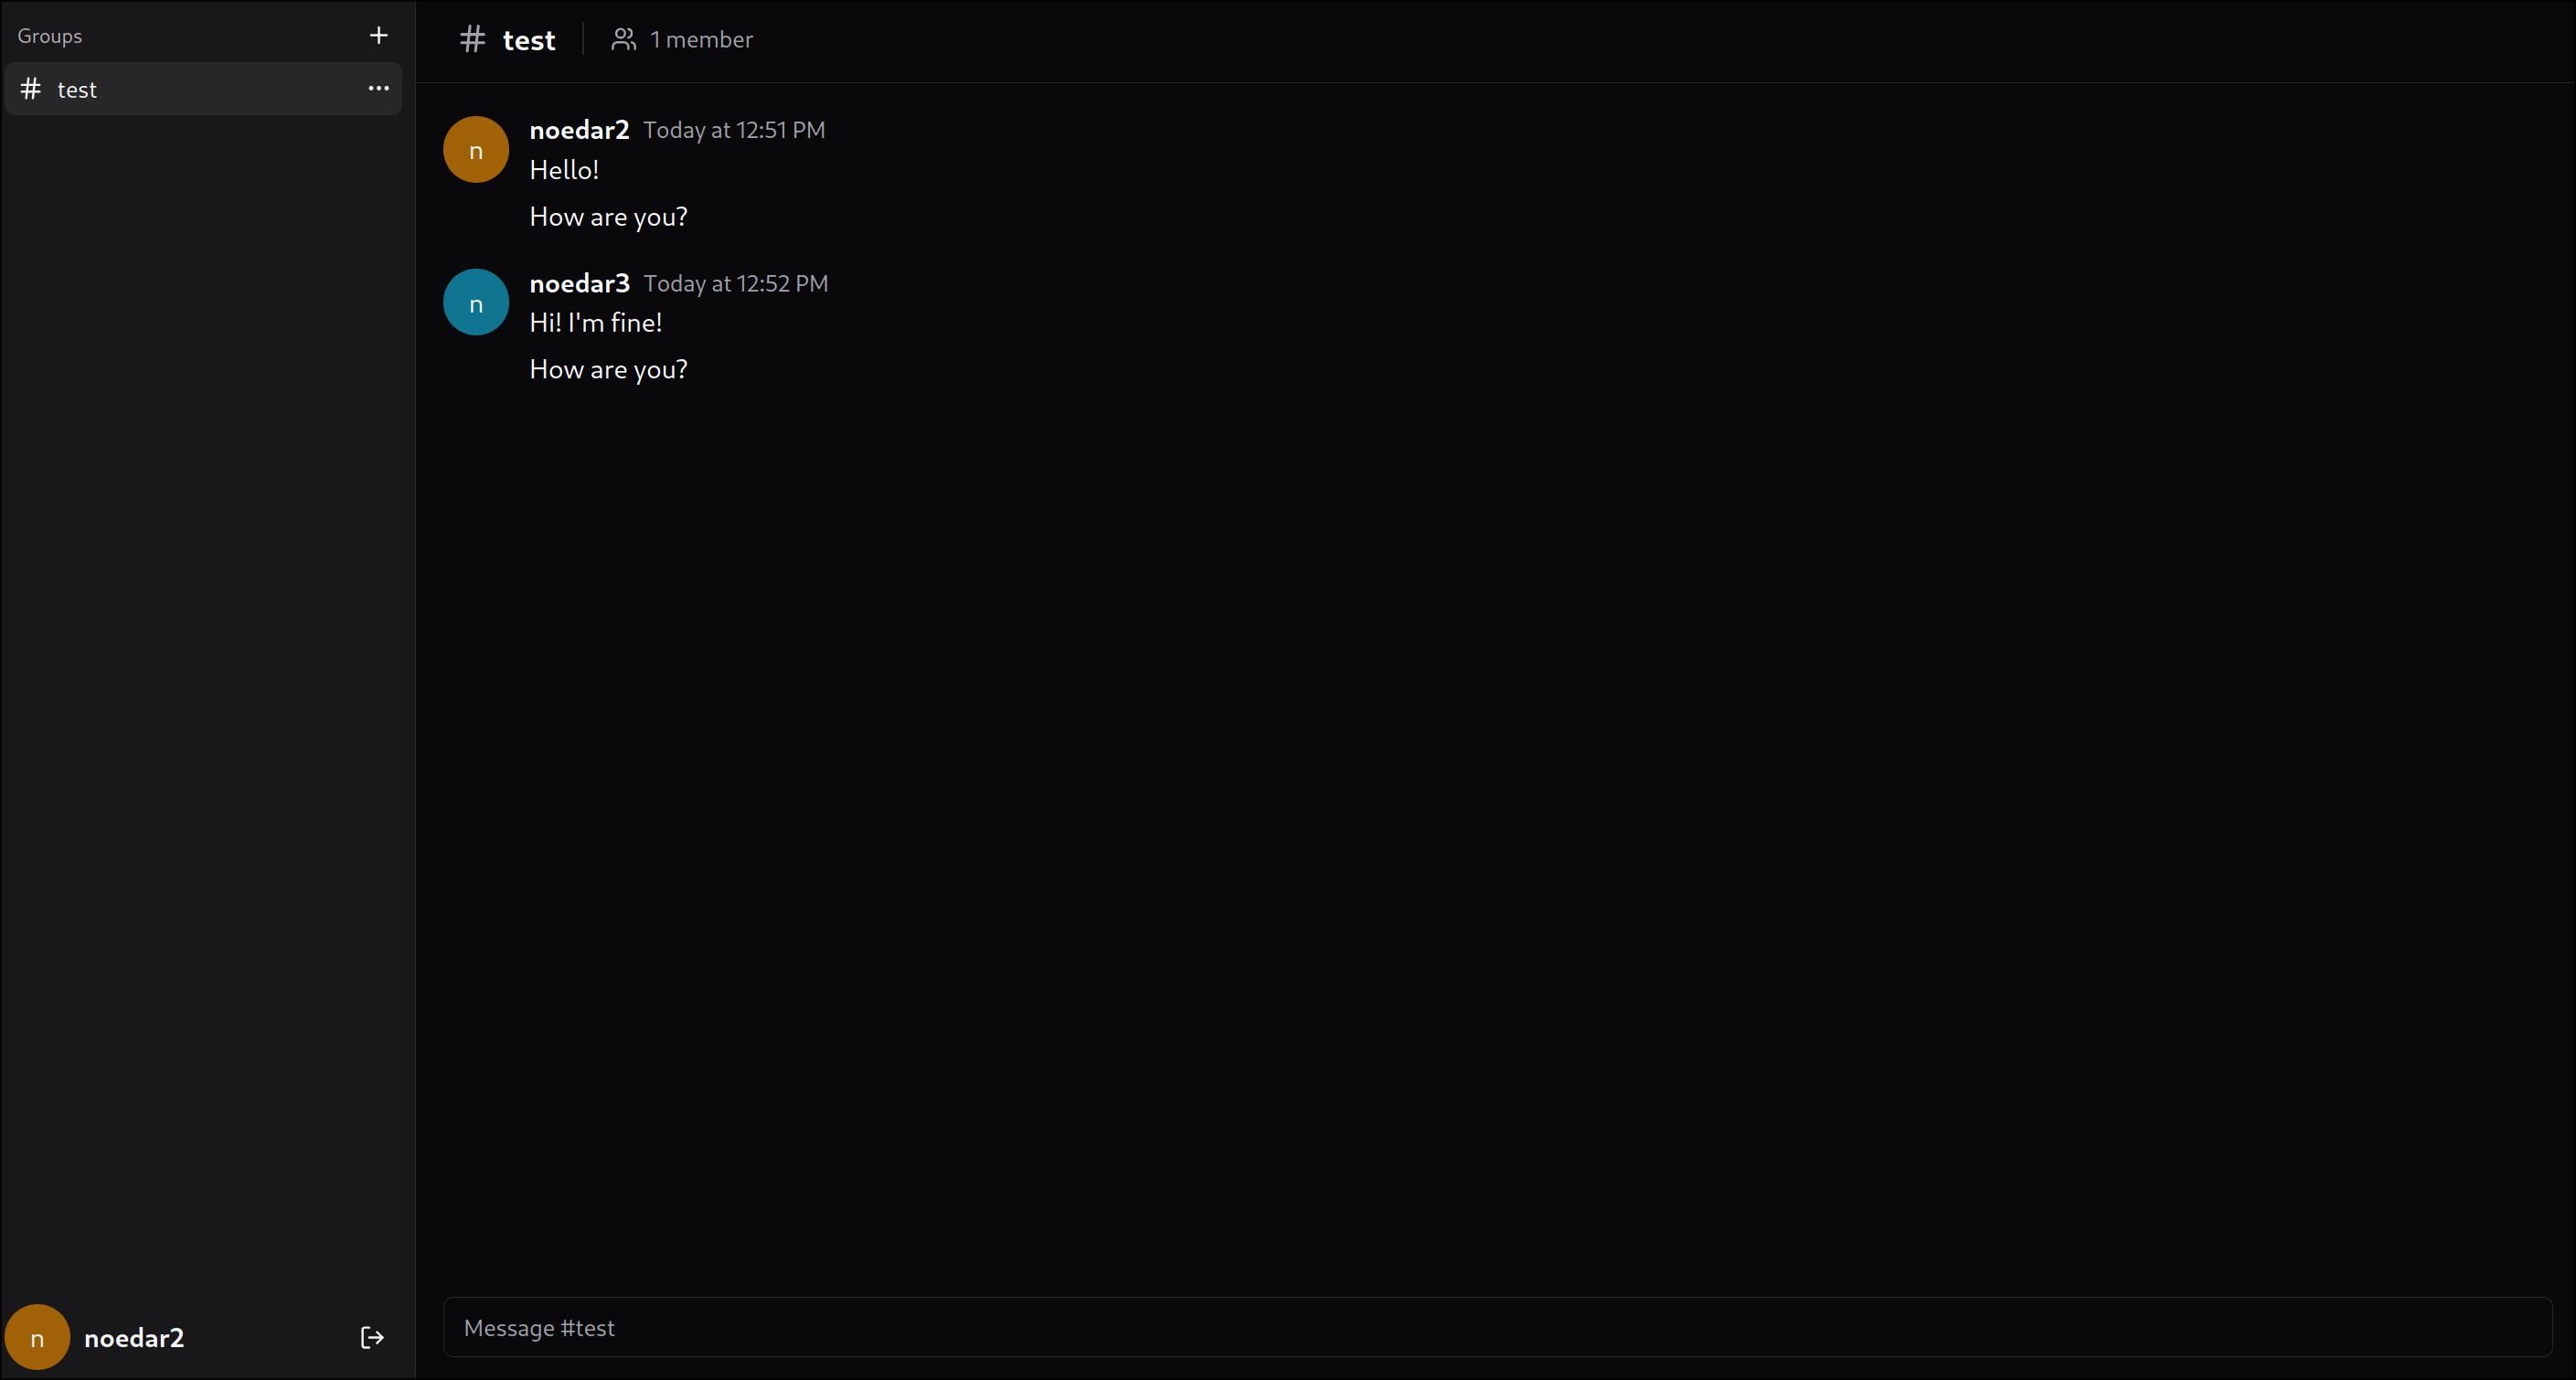 Groups
test
test
1 member
n
noedar2 Today at 12:51 PM
Hello!
How are you?
n
noedar3 Today at 12:52 PM
Hi! I'm fine!
How are you?
n
noedar2
Message #test